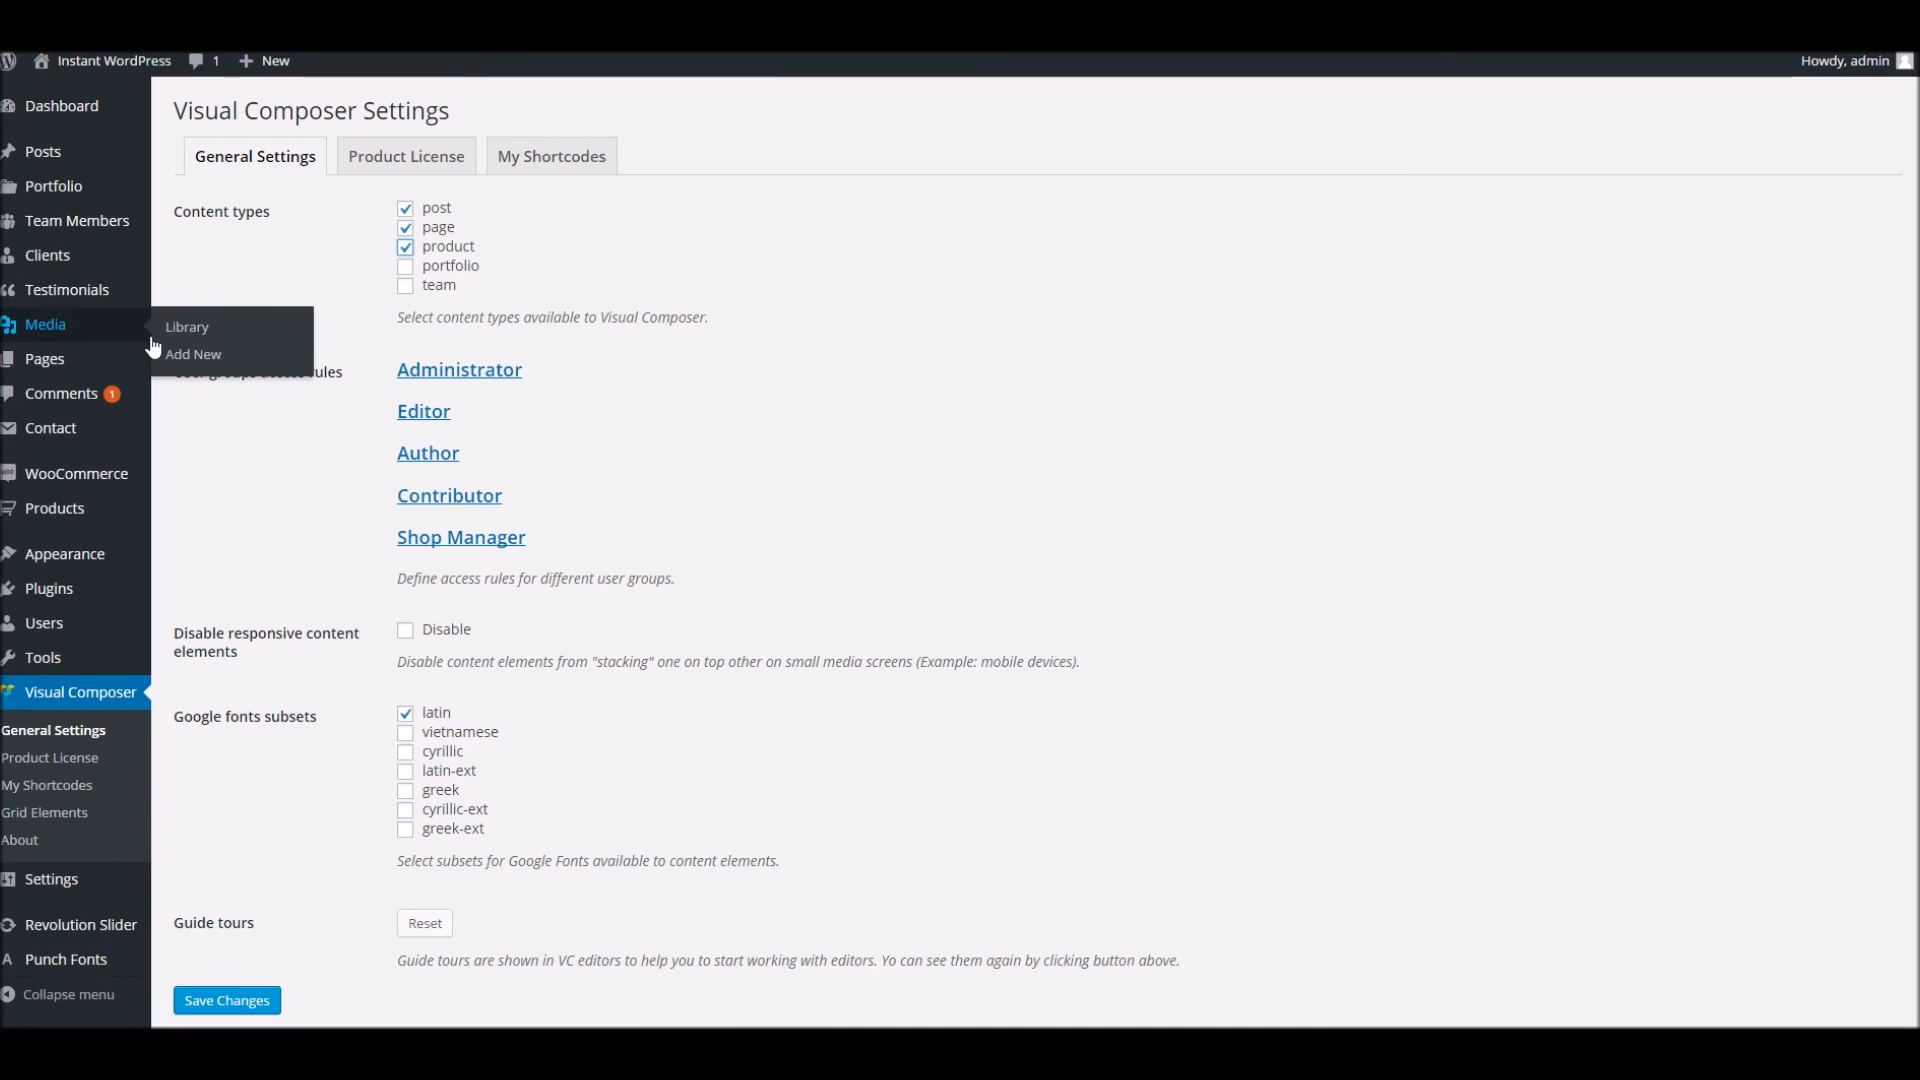 Instant WordPress 1 New Howdy, admin
Dashboard
Posts
Portfolio
Team Members
Clients
Testimonials
Media
Library
Add New
Pages
Comments 1
Contact
WooCommerce
Products
Appearance
Plugins
Users
Tools
Visual Composer
General Settings
Product License
My Shortcodes
Grid Elements
About
Settings
Revolution Slider
Punch Fonts
Collapse menu
Visual Composer Settings
General Settings Product License My Shortcodes
Content types
post
page
product
portfolio
team
Select content types available to Visual Composer.
Administrator
Editor
Author
Contributor
Shop Manager
Define access rules for different user groups.
Disable responsive content
elements
Disable
Disable content elements from "stacking" one on top other on small media screens (Example: mobile devices).
Google fonts subsets
latin
vietnamese
cyrillic
latin-ext
greek
cyrillic-ext
greek-ext
Select subsets for Google Fonts available to content elements.
Guide tours
Reset
Guide tours are shown in VC editors to help you to start working with editors. Yo can see them again by clicking button above.
Save Changes